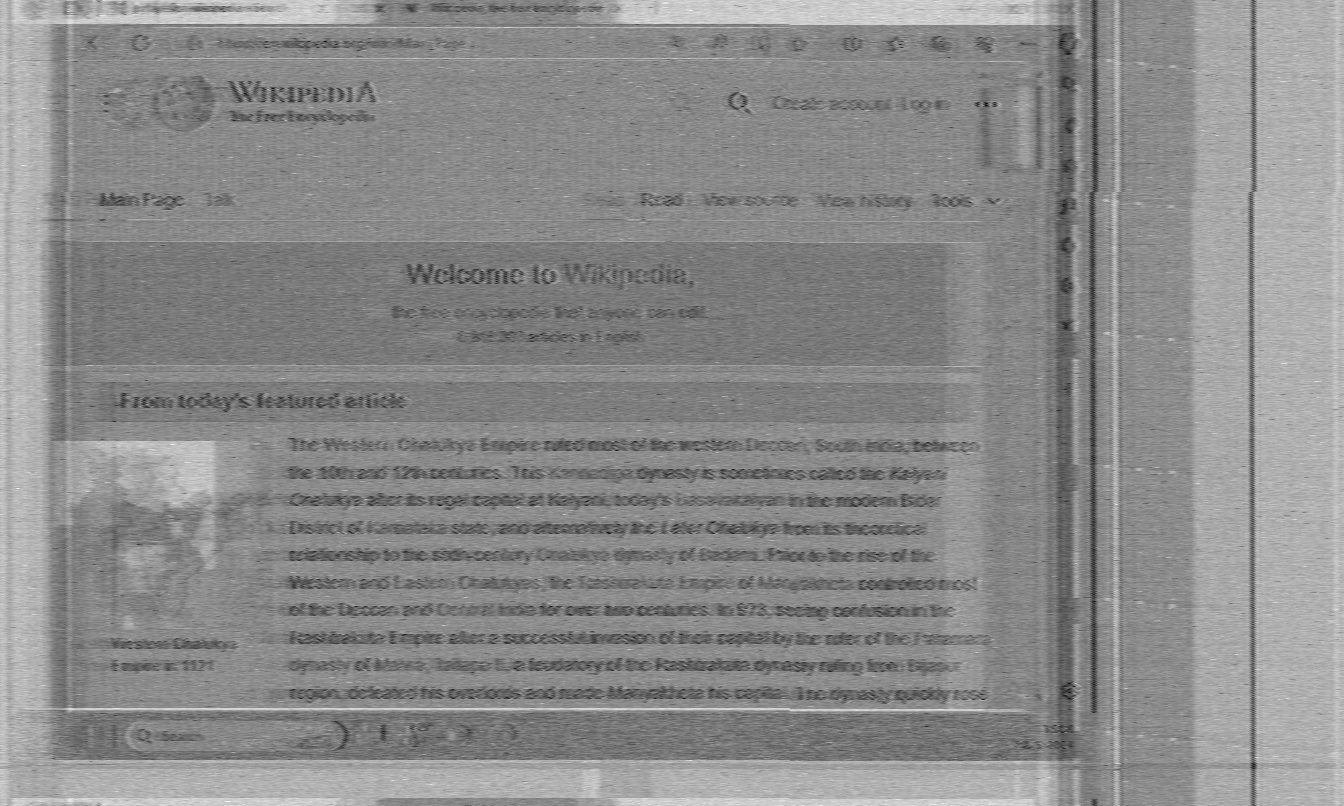 WIKIPEDIA
The Free Encyclopedia
Create account Log in
Main Page Talk
Read View source View history Tools
Welcome to Wikipedia,
the free encyclopedia that anyone can edit.
articles in English
From today's featured article
The Western Chalukya Empire ruled most of the western Deccan, South India, between
the 10th and 12th centuries. This Kannadiga dynasty is sometimes called the Kalyani
Chalukya after its regal capital at Kalyani, today's Basavakalyan in the modern Bidar
District of Karnataka state, and alternatively the Later Chalukya from its theoretical
relationship to the sixth-century Chalukya dynasty of Badami. Prior to the rise of the
Western and Eastern Chalukyas, the Rashtrakuta Empire of Manyakheta controlled most
of the Deccan and Central India for over two centuries. In 973, seeing confusion in the
Rashtrakuta Empire after a successful invasion of their capital by the ruler of the Paramara
dynasty of Malwa, Tailapa II, a feudatory of the Rashtrakuta dynasty ruling from Bijapur
region, defeated his overlords and made Manyakheta his capital. The dynasty quickly rose
Western Chalukya
Empire in 1121
Search